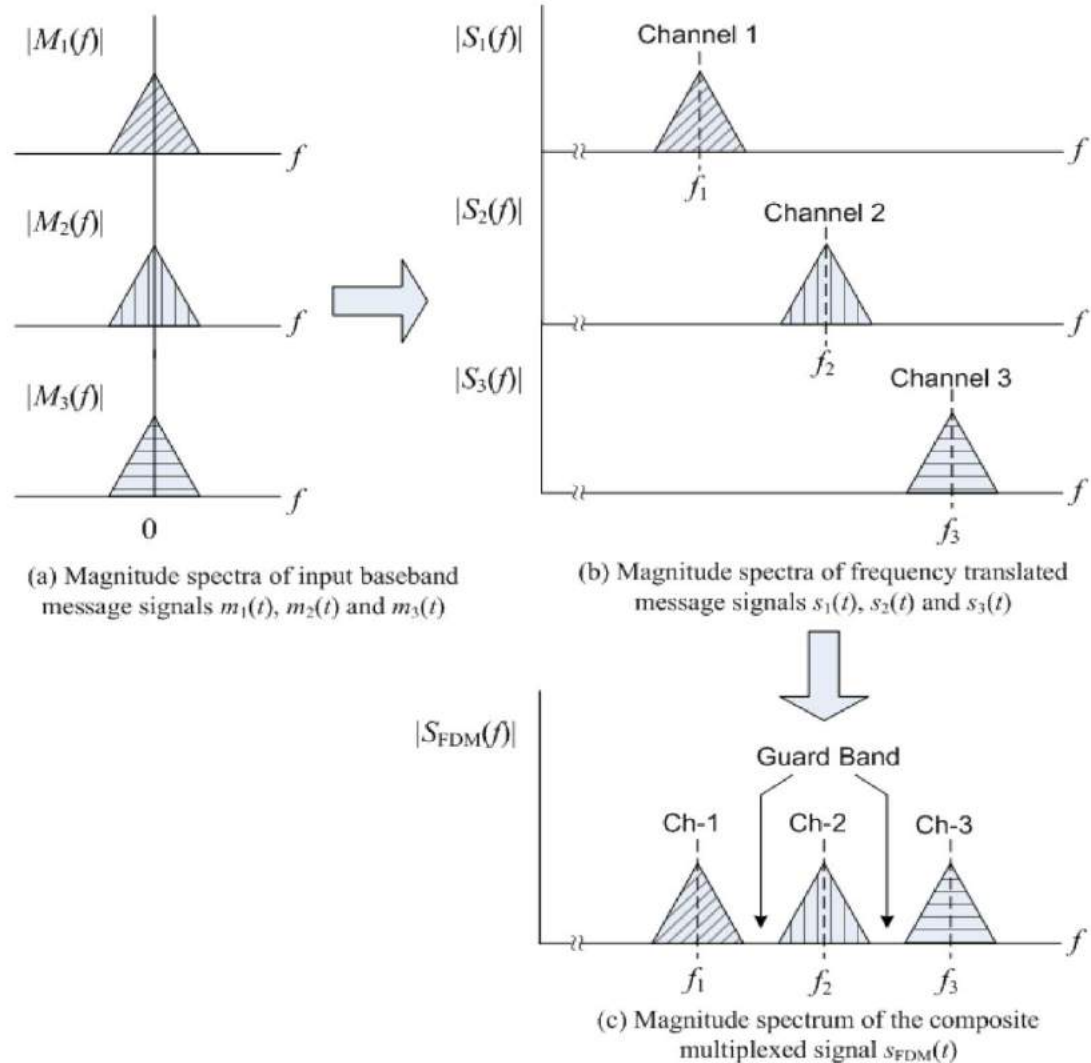 |M₁(f)|
f
|M₂(f)|
f
|M₃(f)|
f
0
(a) Magnitude spectra of input baseband
message signals m₁(t), m₂(t) and m₃(t)
|S₁(f)|
Channel 1
f
f₁
|S₂(f)|
Channel 2
f
f₂
|S₃(f)|
Channel 3
f
f₃
(b) Magnitude spectra of frequency translated
message signals s₁(t), s₂(t) and s₃(t)
|S_FDM(f)|
Guard Band
Ch-1 Ch-2 Ch-3
f
f₁ f₂ f₃
(c) Magnitude spectrum of the composite
multiplexed signal s_FDM(t)